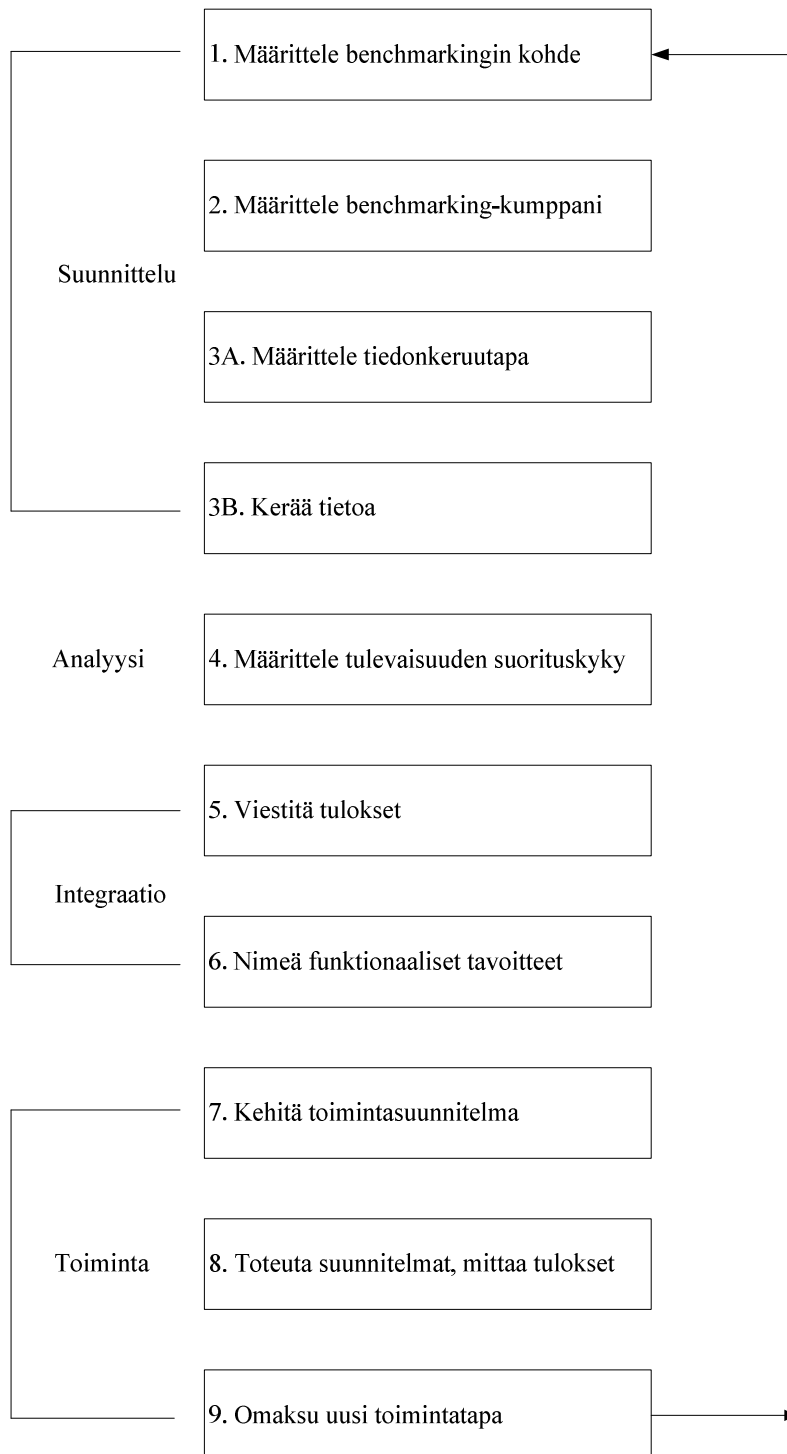 1. Määrittele benchmarkingin kohde
2. Määrittele benchmarking-kumppani
Suunnittelu
3A. Määrittele tiedonkeruutapa
3B. Kerää tietoa
Analyysi
4. Määrittele tulevaisuuden suorituskyky
5. Viestitä tulokset
Integraatio
6. Nimeä funktionaaliset tavoitteet
7. Kehitä toimintasuunnitelma
Toiminta
8. Toteuta suunnitelmat, mittaa tulokset
9. Omaksu uusi toimintatapa